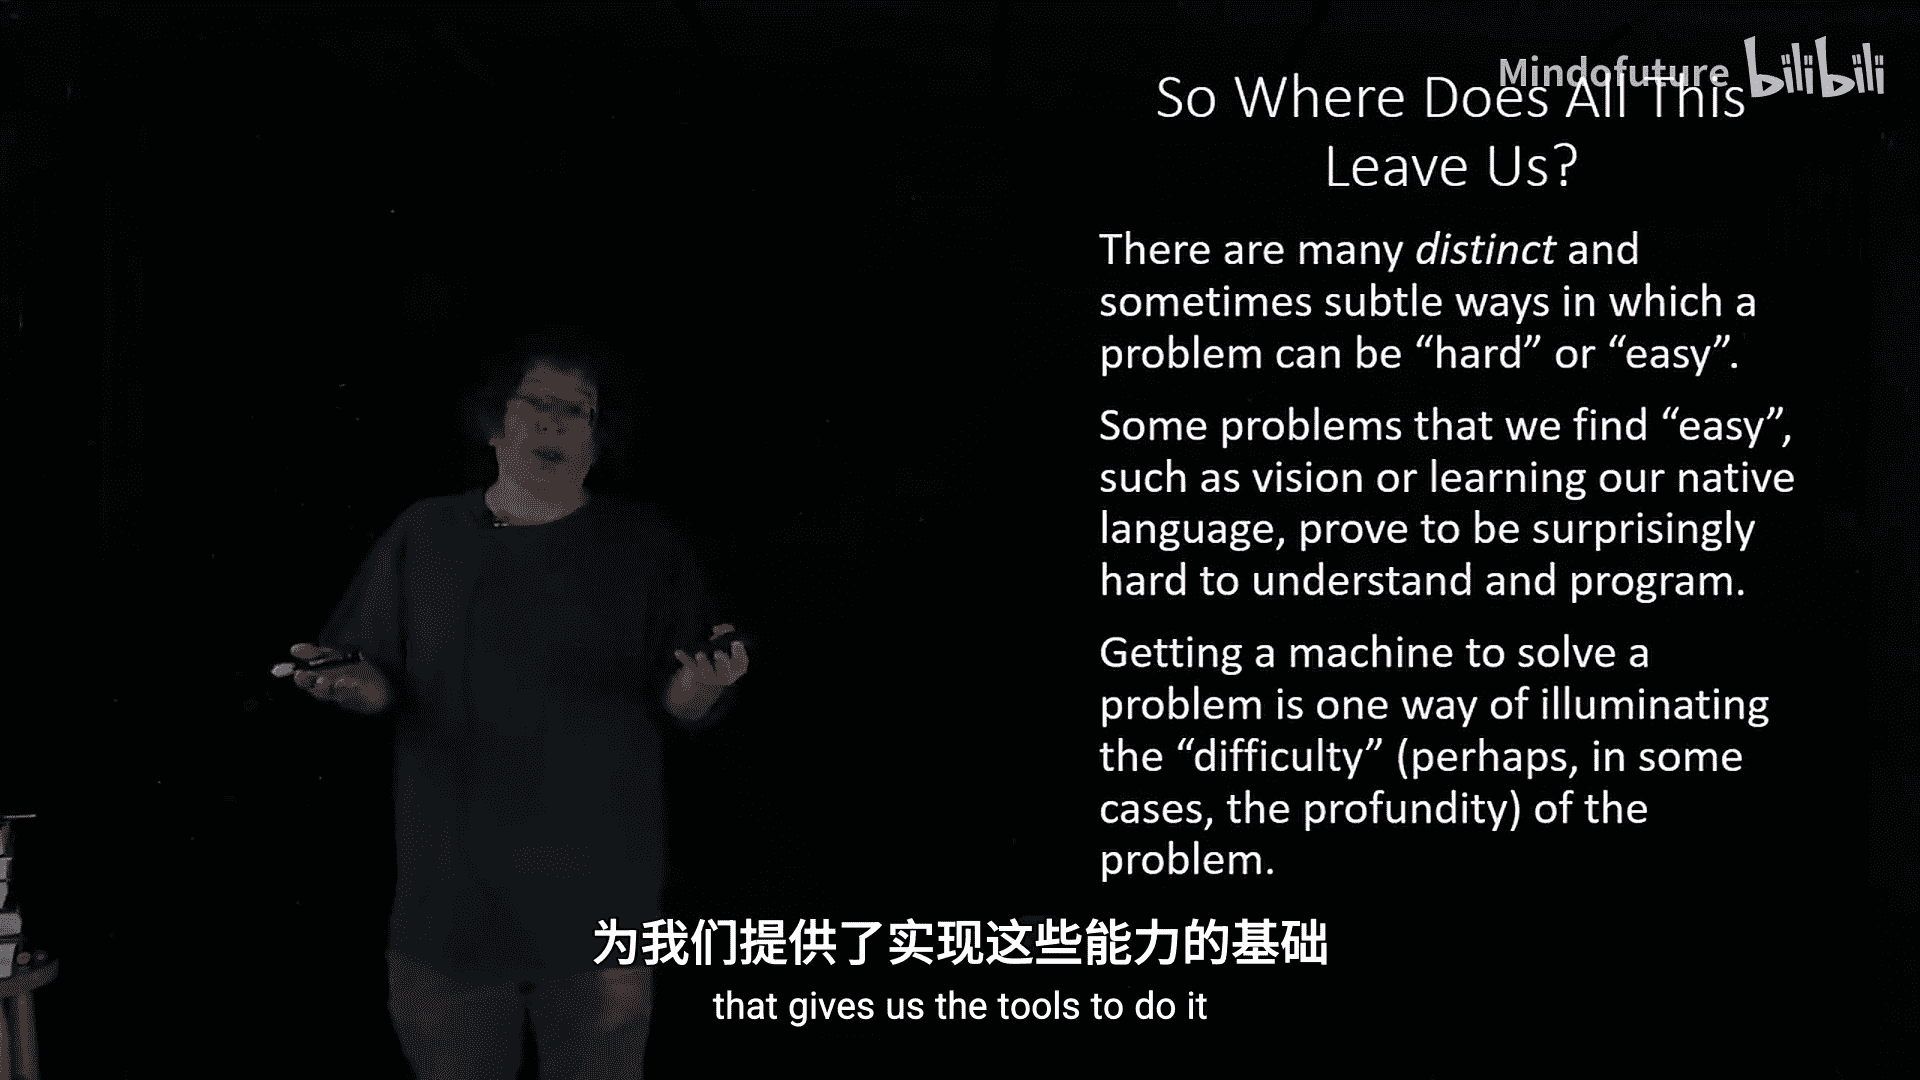 Mindofuture bilibili
So Where Does All This
Leave Us?
There are many distinct and
sometimes subtle ways in which a
problem can be “hard” or “easy”.
Some problems that we find “easy”,
such as vision or learning our native
language, prove to be surprisingly
hard to understand and program.
Getting a machine to solve a
problem is one way of illuminating
the “difficulty” (perhaps, in some
cases, the profundity) of the
problem.
为我们提供了实现这些能力的基础
that gives us the tools to do it